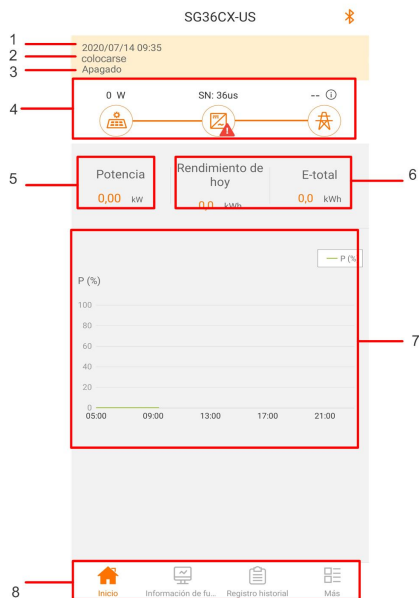 SG36CX-US
1
2020/07/14 09:35
2
colocarse
3
Apagado
4
0 W
SN: 36us
--
5
Potencia
0,00 kW
Rendimiento de
hoy
0,0 kWh
E-total
0,0 kWh
6
P (%)
P (%)
100
80
60
40
20
0
05:00 09:00 13:00 17:00 21:00
7
8
Inicio
Información de fu...
Registro historial
Más